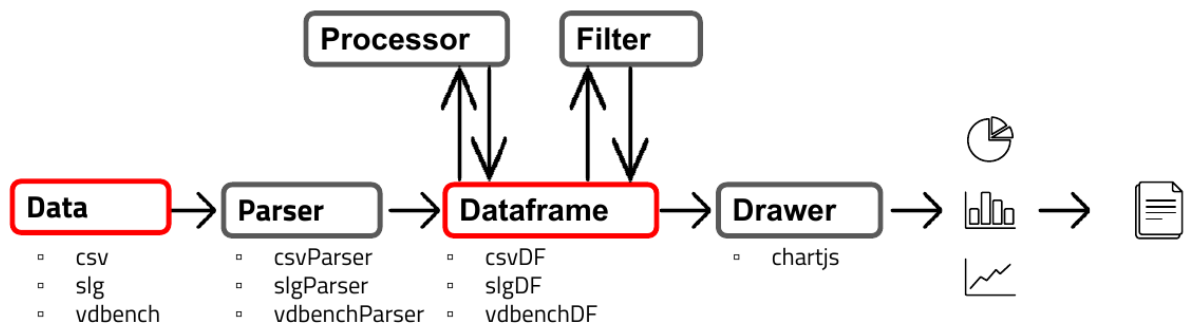 Processor
Filter
Data
Parser
Dataframe
Drawer
▫ csv
▫ slg
▫ vdbench
▫ csvParser
▫ slgParser
▫ vdbenchParser
▫ csvDF
▫ slgDF
▫ vdbenchDF
▫ chartjs